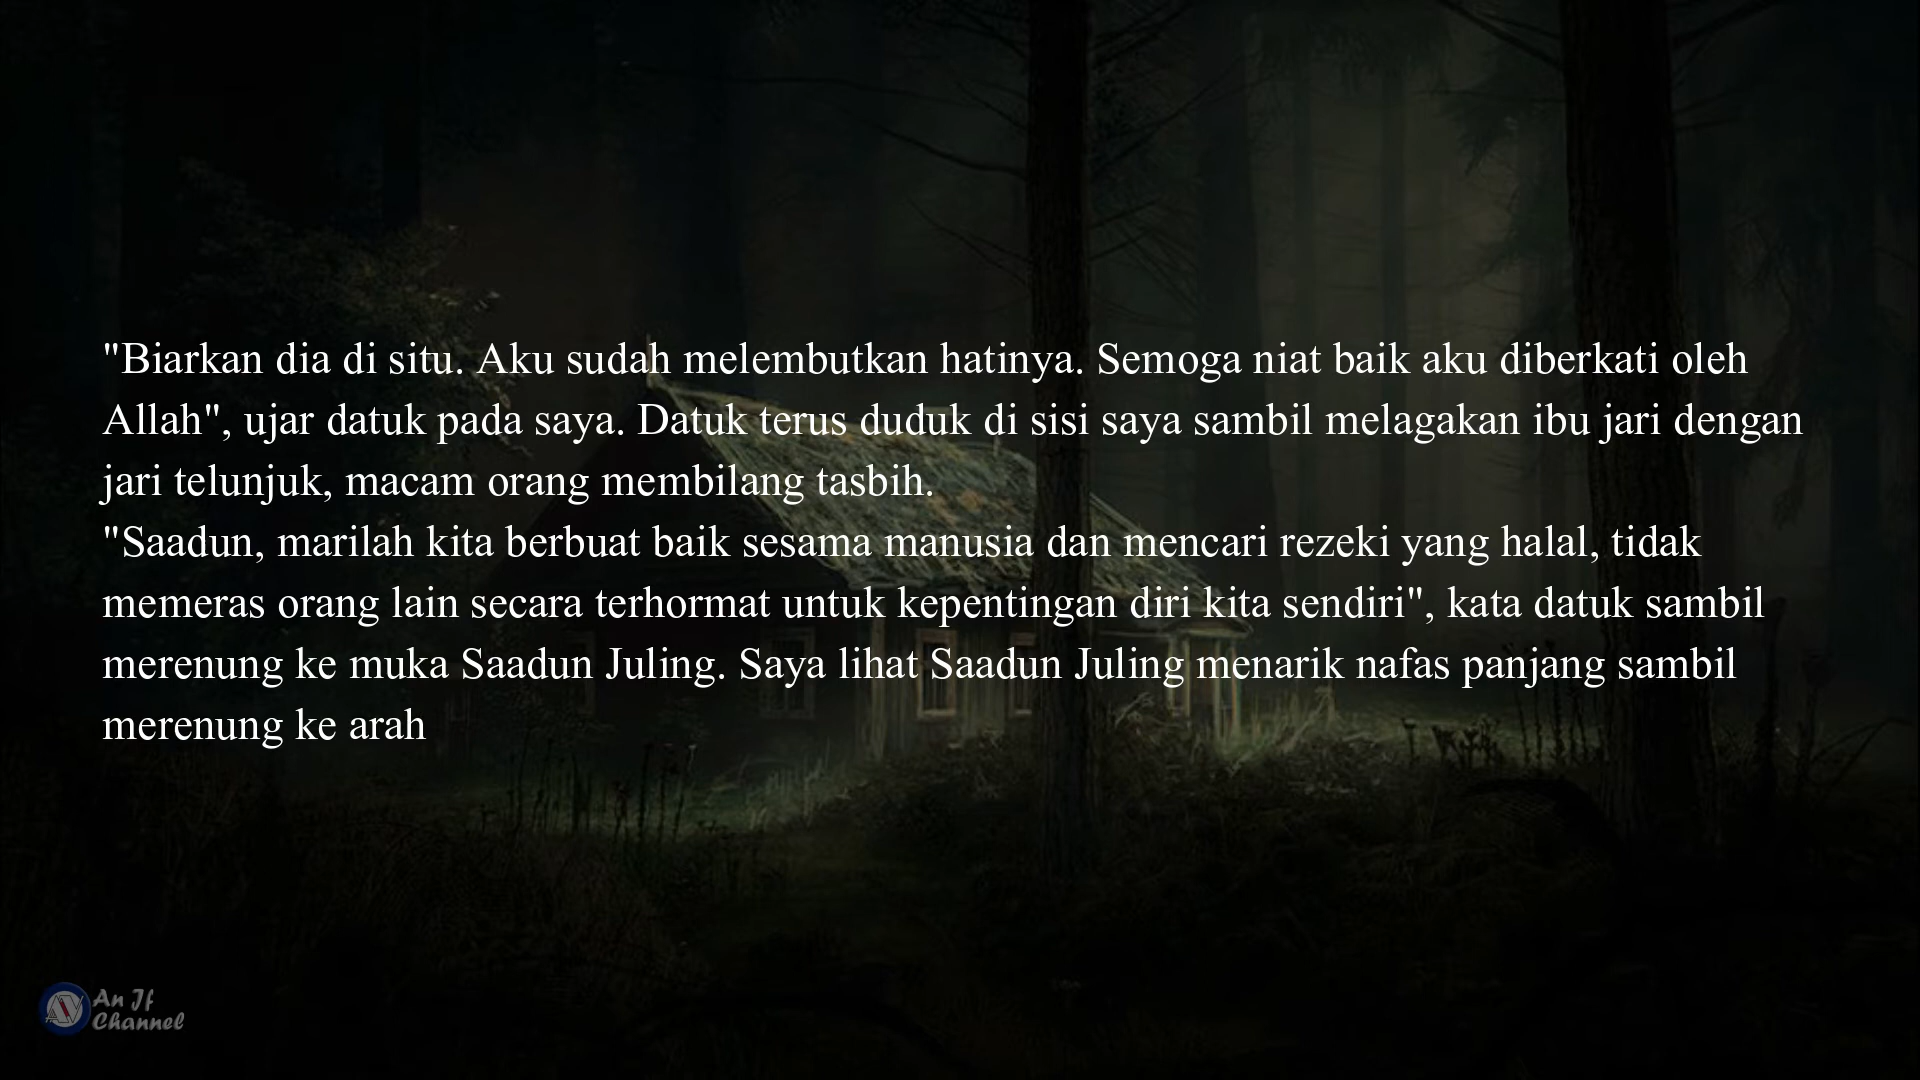 "Biarkan dia di situ. Aku sudah melembutkan hatinya. Semoga niat baik aku diberkati oleh
Allah", ujar datuk pada saya. Datuk terus duduk di sisi saya sambil melagakan ibu jari dengan
jari telunjuk, macam orang membilang tasbih.
"Saadun, marilah kita berbuat baik sesama manusia dan mencari rezeki yang halal, tidak
memeras orang lain secara terhormat untuk kepentingan diri kita sendiri", kata datuk sambil
merenung ke muka Saadun Juling. Saya lihat Saadun Juling menarik nafas panjang sambil
merenung ke arah
An If
Channel